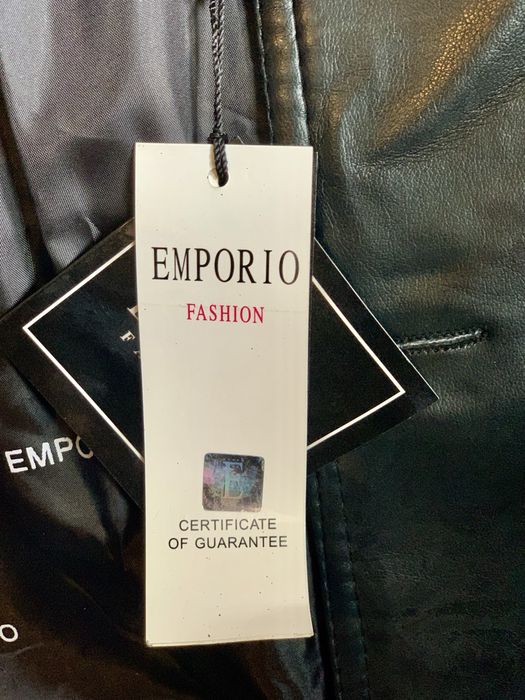 EMPORIO
FASHION
CERTIFICATE
OF GUARANTEE
EMPO
O